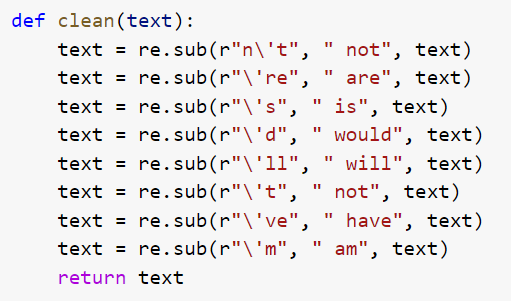 def clean(text):
    text = re.sub(r"n\'t", " not", text)
    text = re.sub(r"\'re", " are", text)
    text = re.sub(r"\'s", " is", text)
    text = re.sub(r"\'d", " would", text)
    text = re.sub(r"\'ll", " will", text)
    text = re.sub(r"\'t", " not", text)
    text = re.sub(r"\'ve", " have", text)
    text = re.sub(r"\'m", " am", text)
    return text